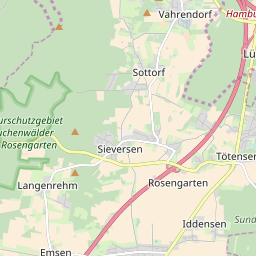 Vahrendorf
Hambu
Lü
Sottorf
urschutzgebiet
uchenwälder
Rosengarten
Sieversen
Tötensen
Langenrehm
Rosengarten
Iddensen
Sund
Emsen